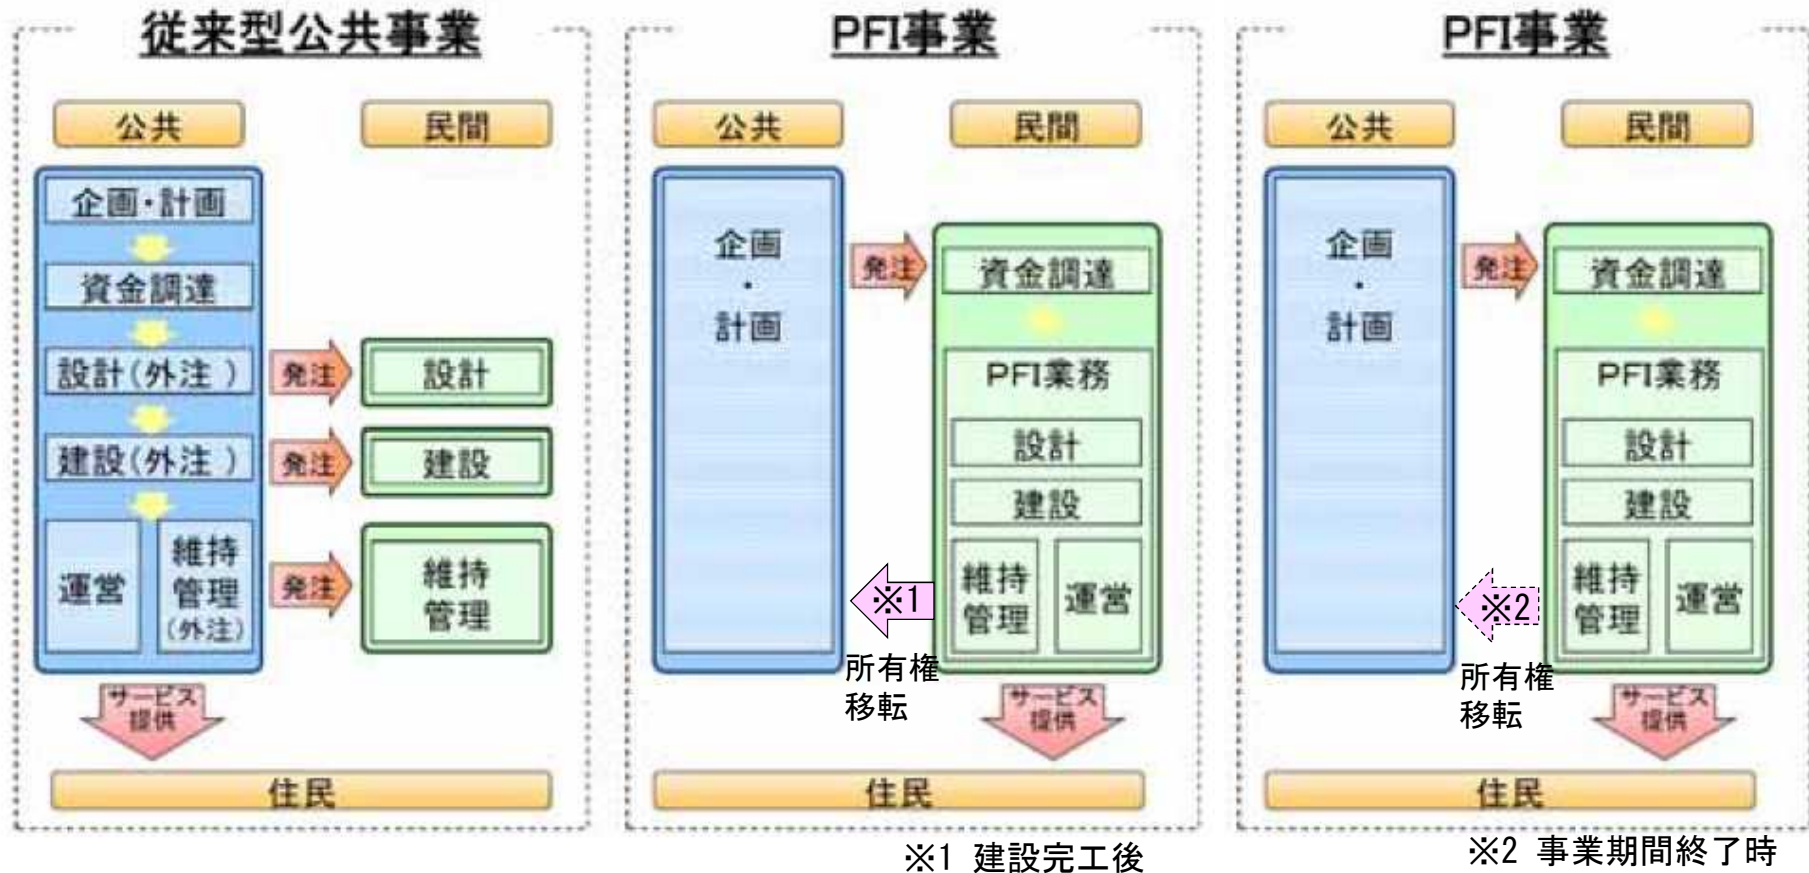 従来型公共事業
公共
民間
企画・計画
資金調達
設計(外注)
発注
設計
建設(外注)
発注
建設
運営
維持
管理
(外注)
発注
維持
管理
サービス
提供
住民
PFI事業
公共
民間
企画
・
計画
発注
資金調達
PFI業務
設計
建設
維持
管理
運営
※1
所有権
移転
サービス
提供
住民
※1 建設完工後
PFI事業
公共
民間
企画
・
計画
発注
資金調達
PFI業務
設計
建設
維持
管理
運営
※2
所有権
移転
サービス
提供
住民
※2 事業期間終了時